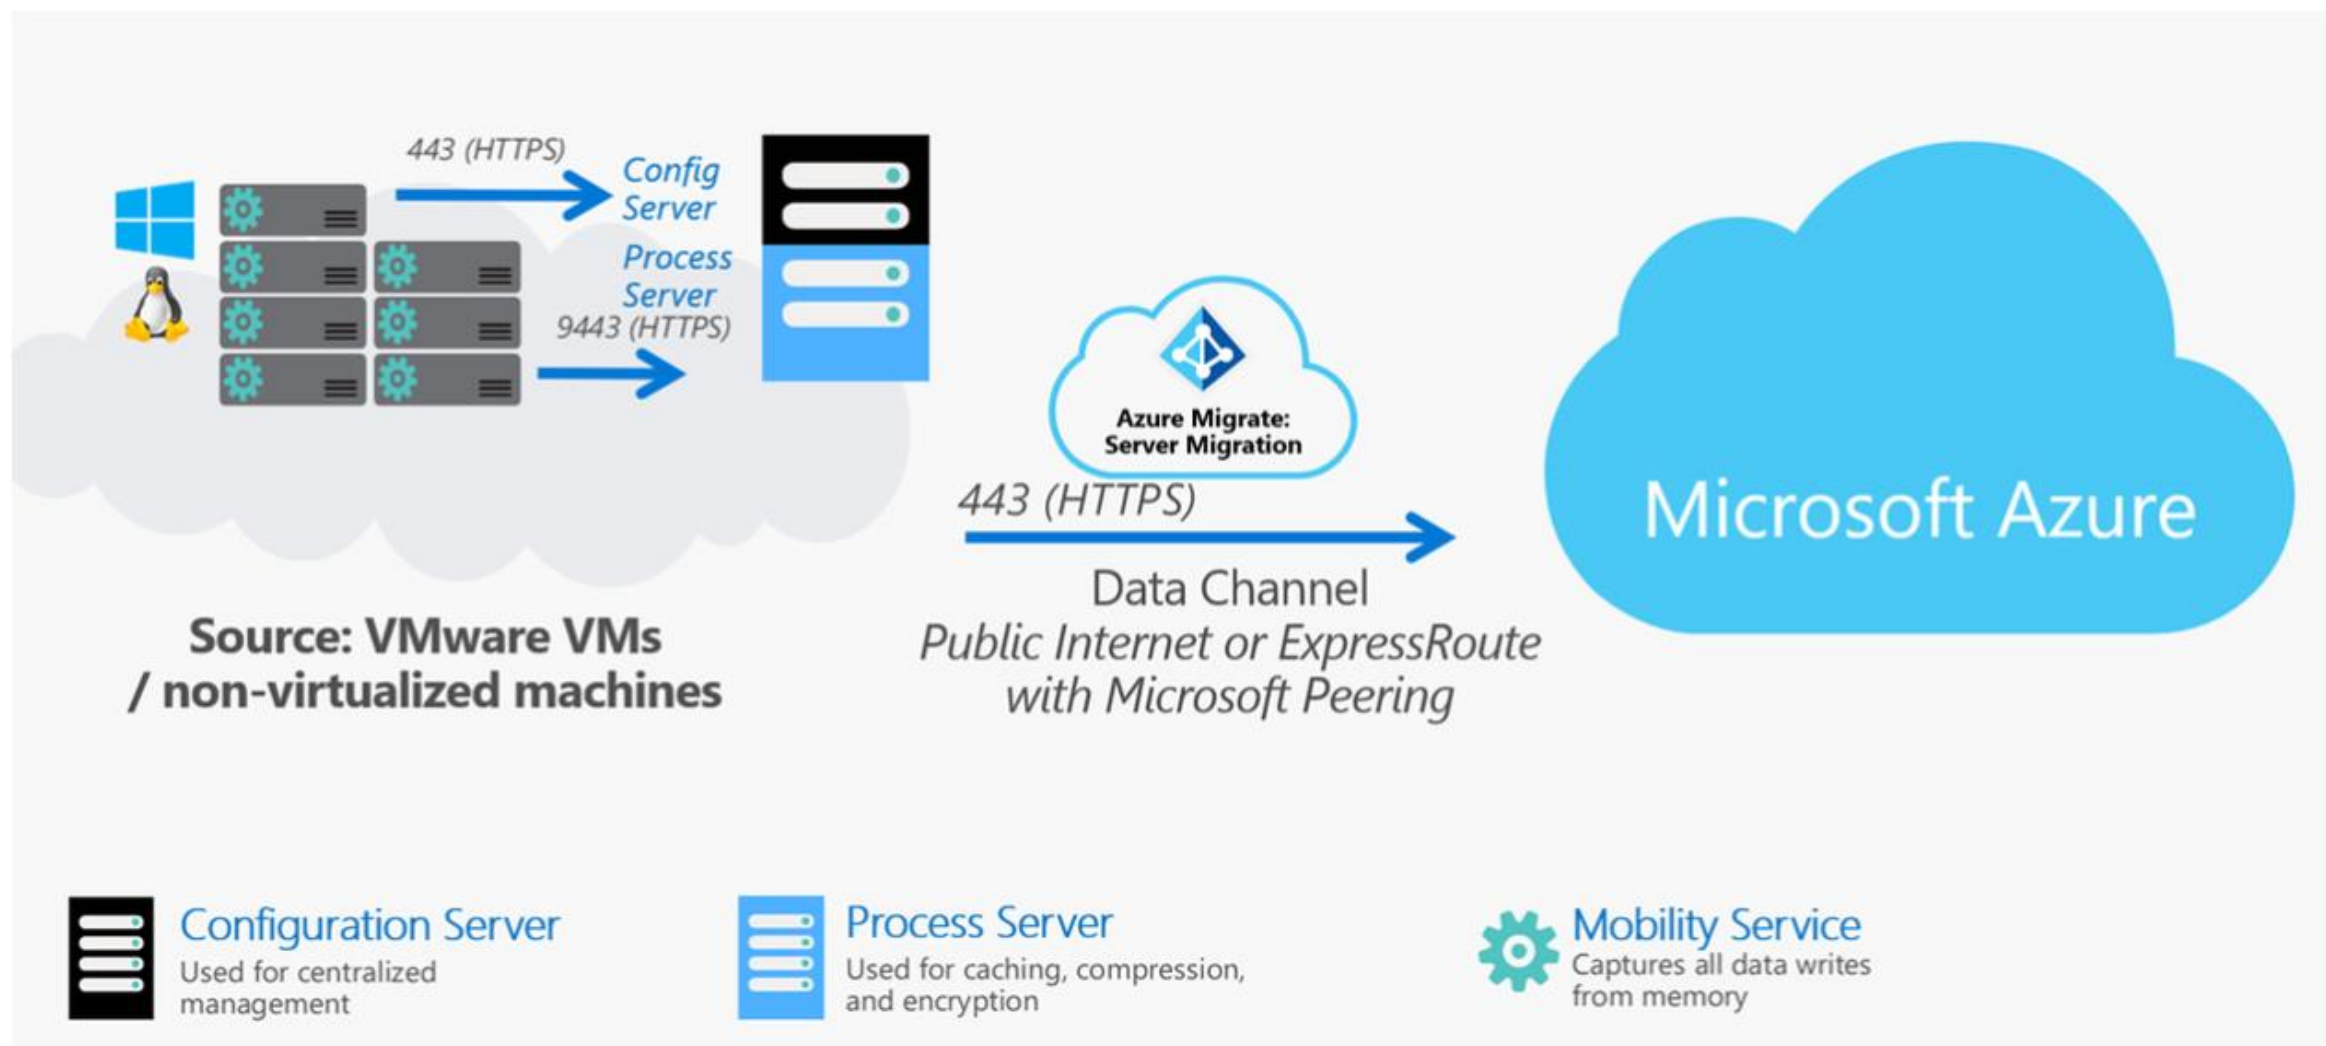 443 (HTTPS)
Config
Server
Process
Server
9443 (HTTPS)
Azure Migrate:
Server Migration
443 (HTTPS)
Data Channel
Public Internet or ExpressRoute
with Microsoft Peering
Microsoft Azure
Source: VMware VMs
/ non-virtualized machines
Configuration Server
Used for centralized
management
Process Server
Used for caching, compression,
and encryption
Mobility Service
Captures all data writes
from memory